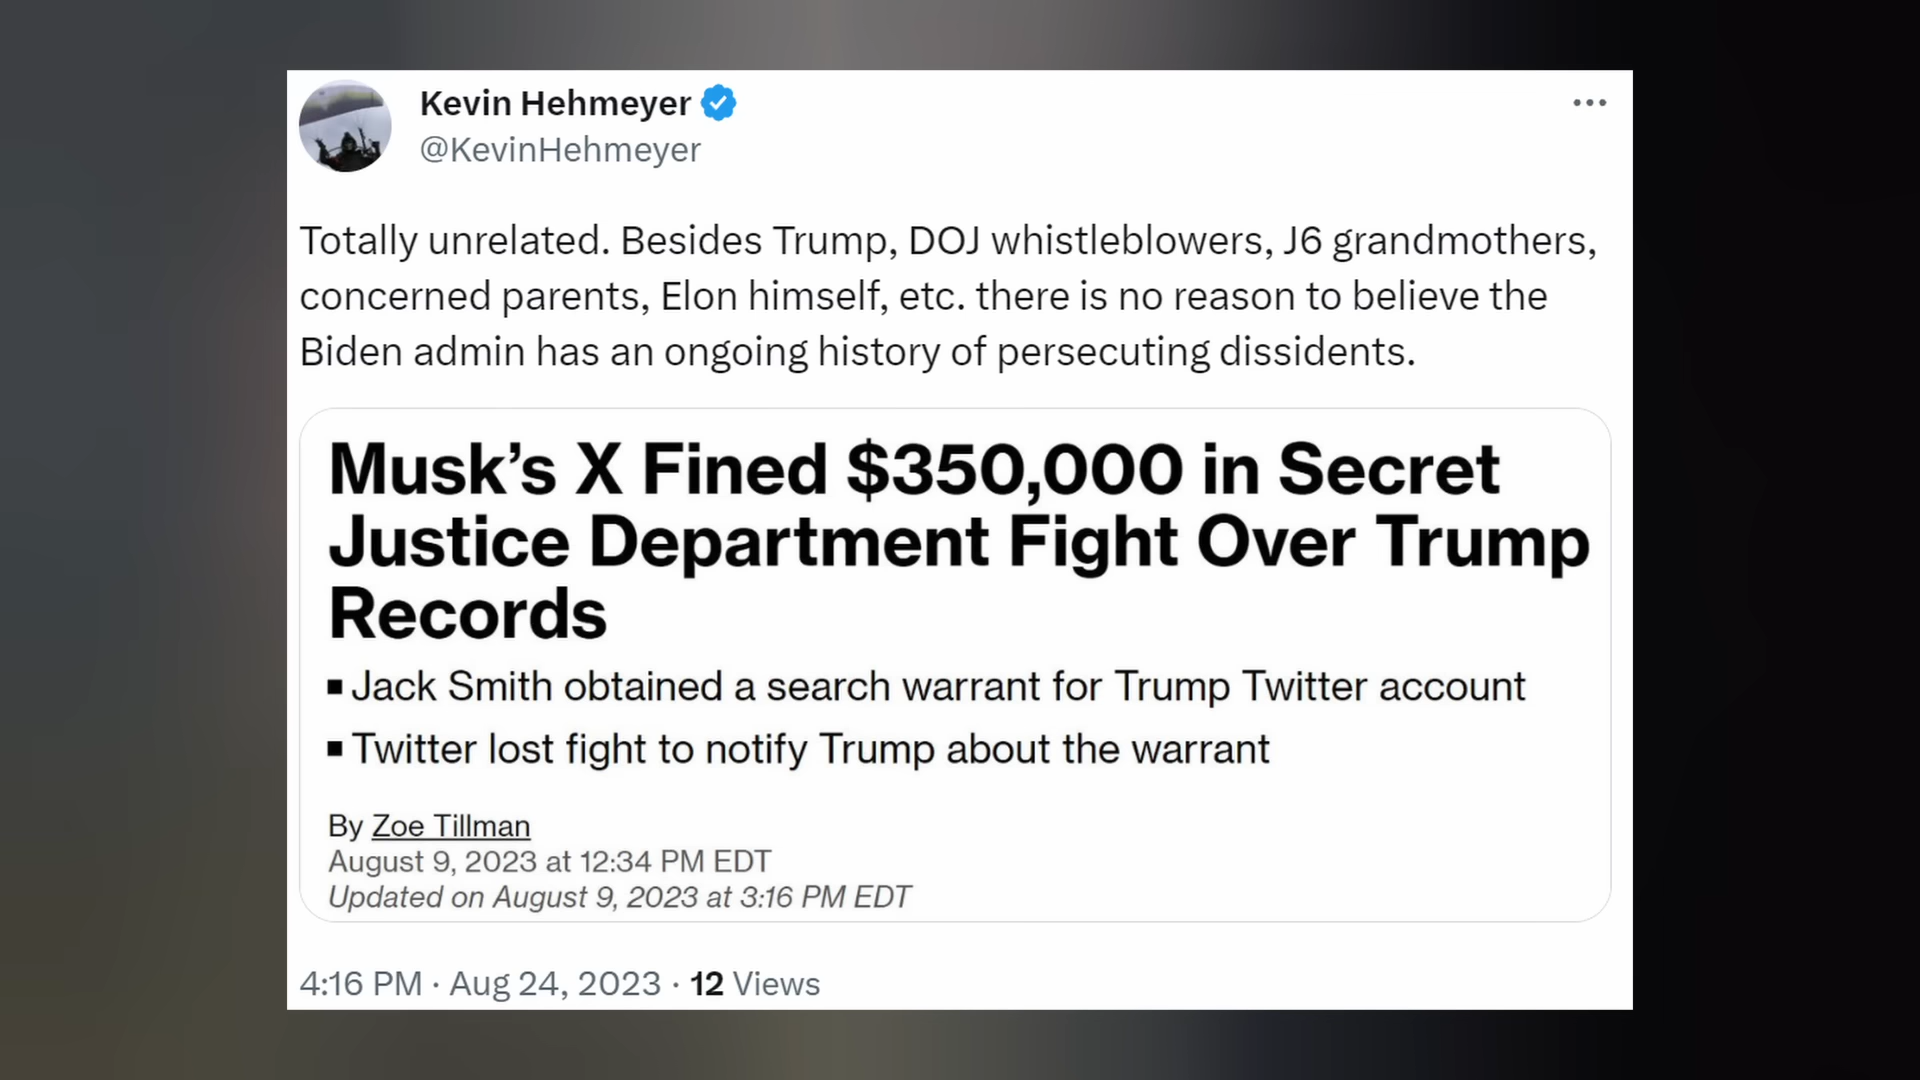 Kevin Hehmeyer
@KevinHehmeyer
Totally unrelated. Besides Trump, DOJ whistleblowers, J6 grandmothers,
concerned parents, Elon himself, etc. there is no reason to believe the
Biden admin has an ongoing history of persecuting dissidents.
Musk’s X Fined $350,000 in Secret
Justice Department Fight Over Trump
Records
▪ Jack Smith obtained a search warrant for Trump Twitter account
▪ Twitter lost fight to notify Trump about the warrant
By Zoe Tillman
August 9, 2023 at 12:34 PM EDT
Updated on August 9, 2023 at 3:16 PM EDT
4:16 PM · Aug 24, 2023 · 12 Views